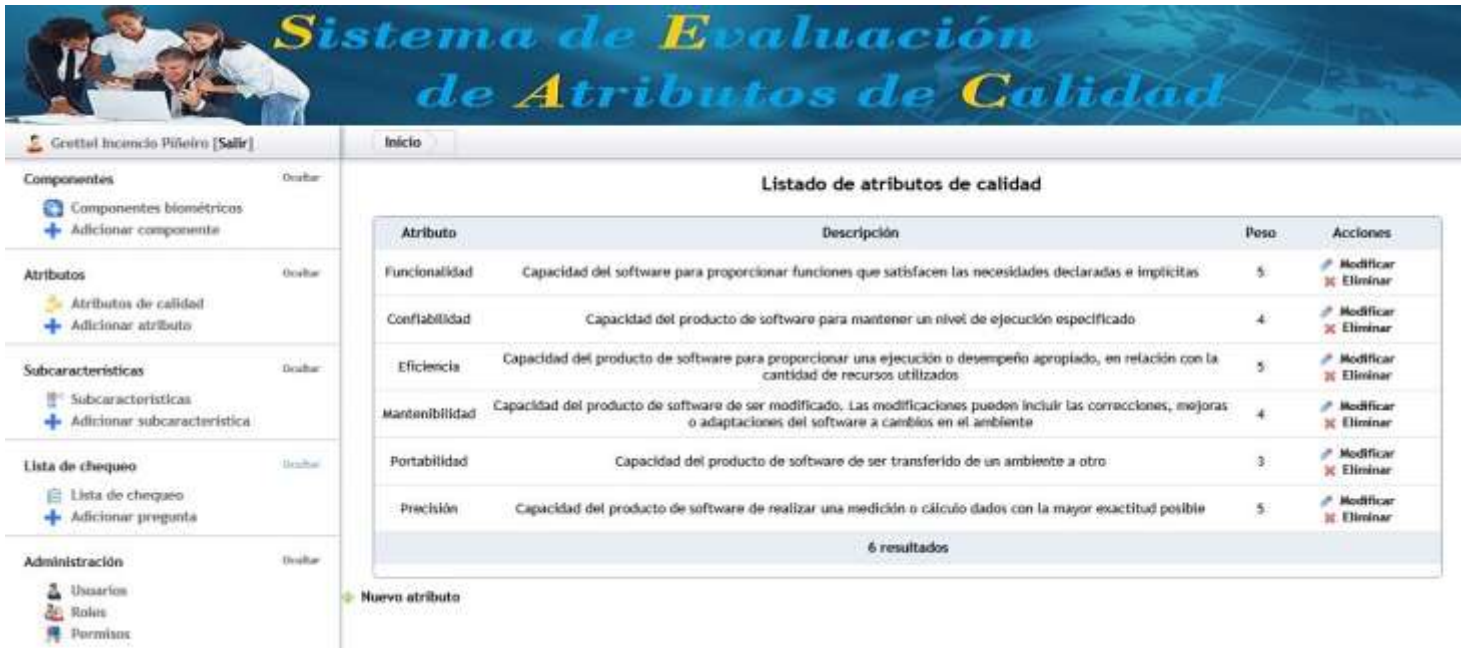 Sistema de Evaluación
de Atributos de Calidad
Grettel Incencio Piñeiro [Salir]
Inicio
Componentes Ocultar
Componentes biométricos
Adicionar componente
Atributos Ocultar
Atributos de calidad
Adicionar atributo
Subcaracterísticas Ocultar
Subcaracterísticas
Adicionar subcaracterística
Lista de chequeo Ocultar
Lista de chequeo
Adicionar pregunta
Administración Ocultar
Usuarios
Roles
Permisos
Listado de atributos de calidad
Atributo Descripción Peso Acciones
Funcionalidad Capacidad del software para proporcionar funciones que satisfacen las necesidades declaradas e implícitas 5 Modificar
Eliminar
Confiabilidad Capacidad del producto de software para mantener un nivel de ejecución especificado 4 Modificar
Eliminar
Eficiencia Capacidad del producto de software para proporcionar una ejecución o desempeño apropiado, en relación con la
cantidad de recursos utilizados 5 Modificar
Eliminar
Mantenibilidad Capacidad del producto de software de ser modificado. Las modificaciones pueden incluir las correcciones, mejoras
o adaptaciones del software a cambios en el ambiente 4 Modificar
Eliminar
Portabilidad Capacidad del producto de software de ser transferido de un ambiente a otro 3 Modificar
Eliminar
Precisión Capacidad del producto de software de realizar una medición o cálculo dados con la mayor exactitud posible 5 Modificar
Eliminar
6 resultados
Nuevo atributo